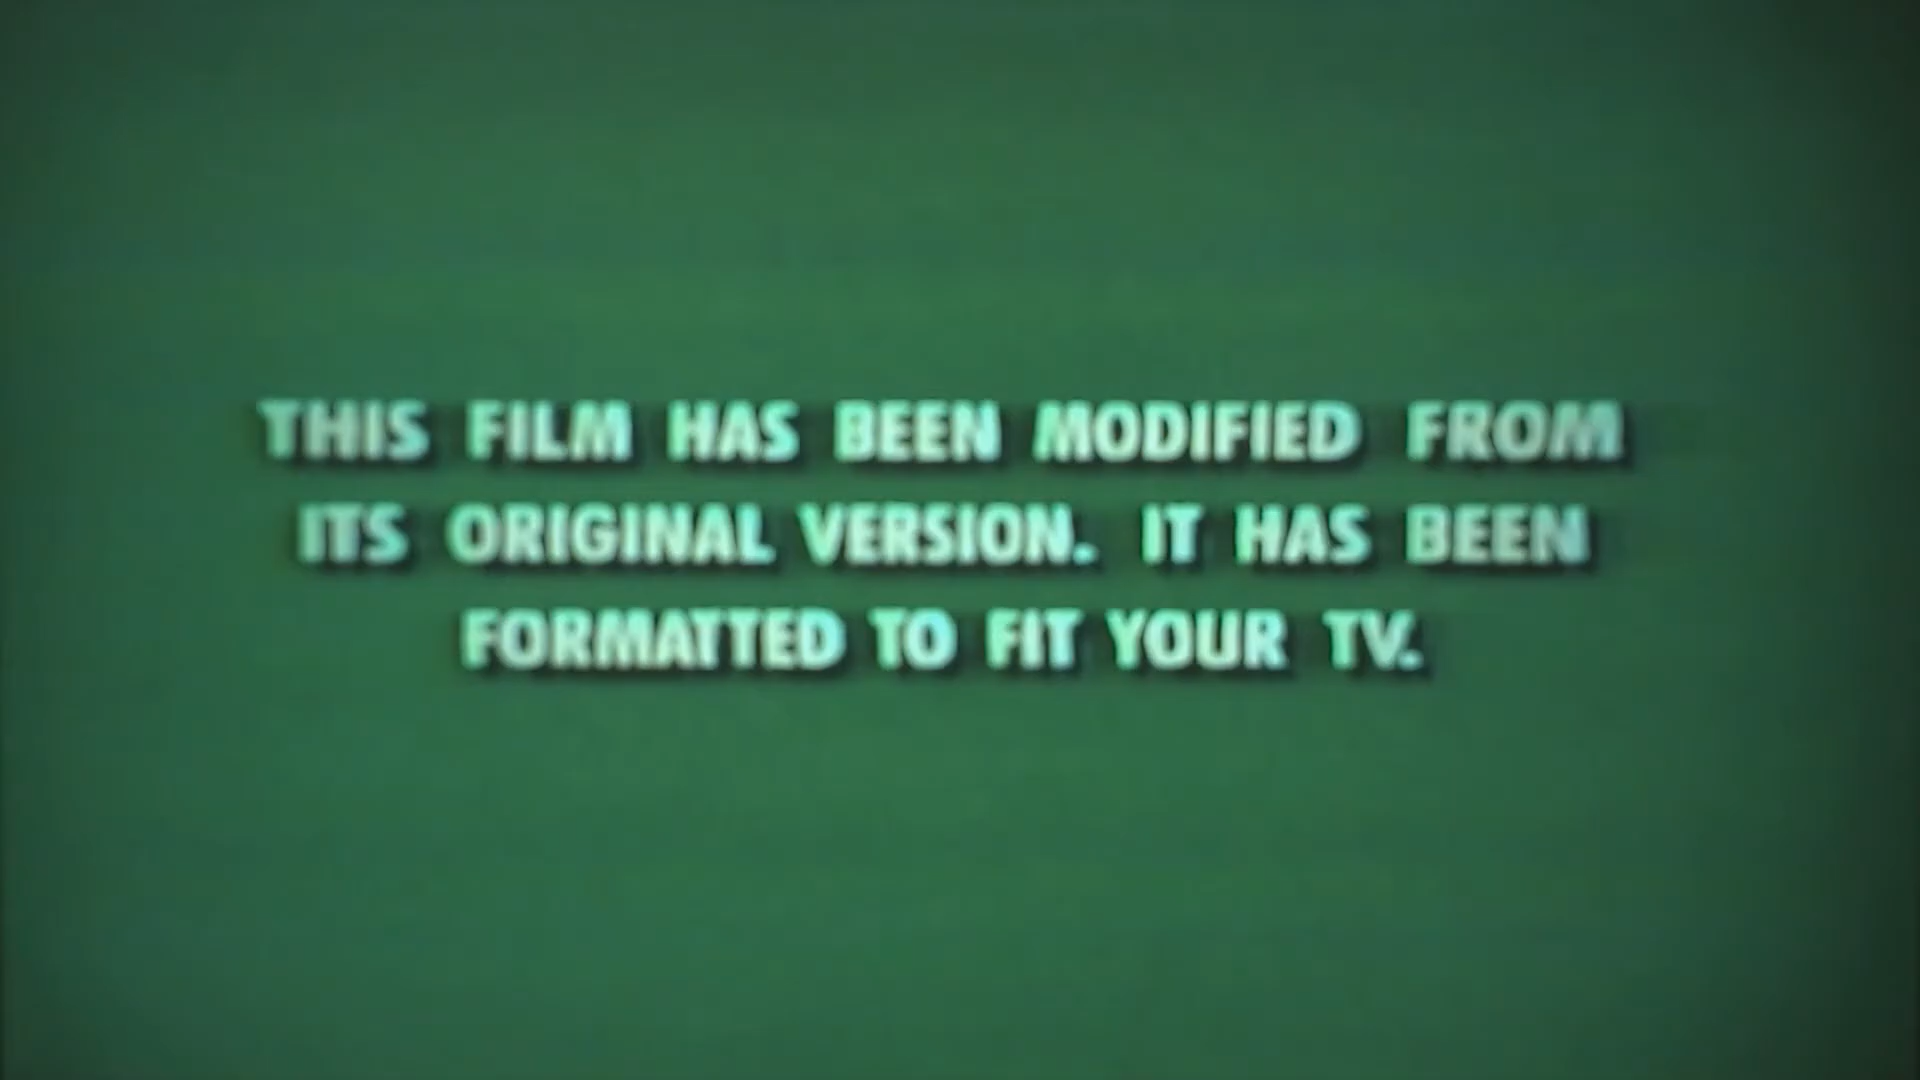 THIS FILM HAS BEEN MODIFIED FROM
ITS ORIGINAL VERSION. IT HAS BEEN
FORMATTED TO FIT YOUR TV.